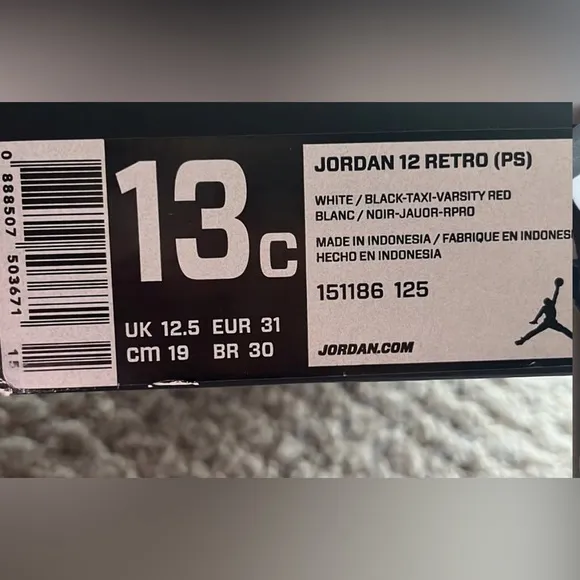 0 888507 503671 15
13C
UK 12.5 EUR 31
cm 19 BR 30
JORDAN 12 RETRO (PS)
WHITE / BLACK-TAXI-VARSITY RED
BLANC / NOIR-JAUOR-RPRO
MADE IN INDONESIA / FABRIQUE EN INDONES
HECHO EN INDONESIA
151186 125
JORDAN.COM